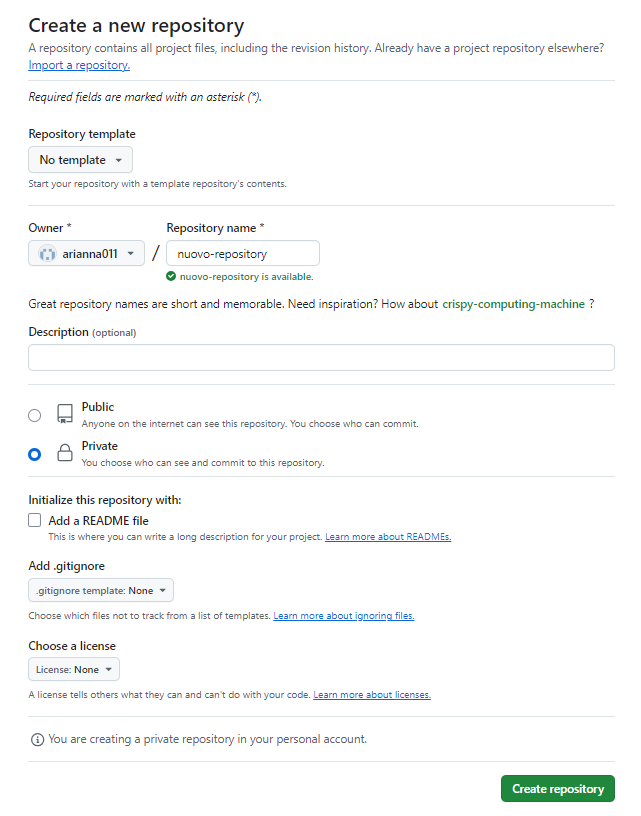 Create a new repository
A repository contains all project files, including the revision history. Already have a project repository elsewhere?
Import a repository.
Required fields are marked with an asterisk (*).
Repository template
No template
Start your repository with a template repository's contents.
Owner *
Repository name *
arianna011
/
nuovo-repository
nuovo-repository is available.
Great repository names are short and memorable. Need inspiration? How about crispy-computing-machine ?
Description (optional)
Public
Anyone on the internet can see this repository. You choose who can commit.
Private
You choose who can see and commit to this repository.
Initialize this repository with:
Add a README file
This is where you can write a long description for your project. Learn more about READMEs.
Add .gitignore
.gitignore template: None
Choose which files not to track from a list of templates. Learn more about ignoring files.
Choose a license
License: None
A license tells others what they can and can't do with your code. Learn more about licenses.
You are creating a private repository in your personal account.
Create repository